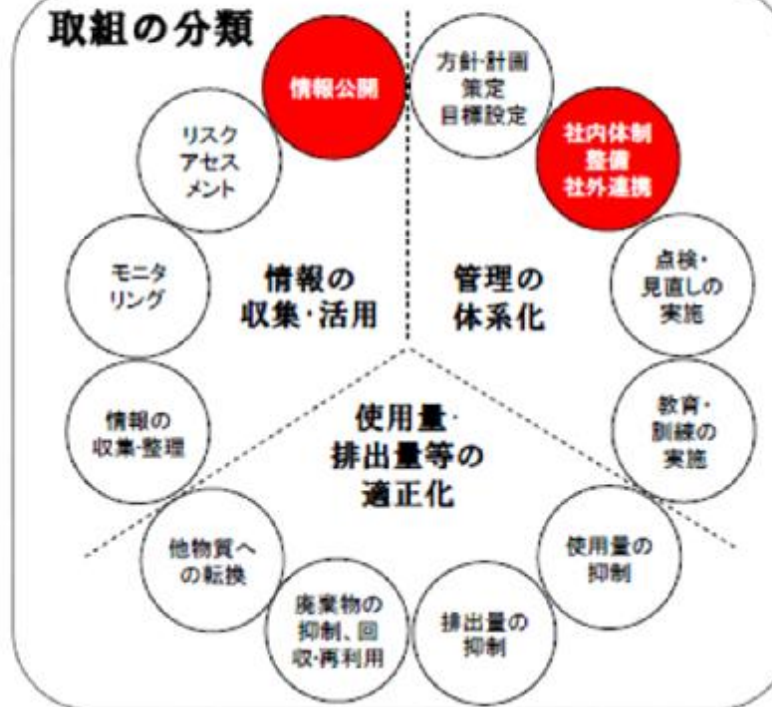 取組の分類
情報公開
方針・計画
策定
目標設定
社内体制
整備
社外連携
リスク
アセス
メント
モニタ
リング
情報の
収集・活用
管理の
体系化
点検・
見直しの
実施
情報の
収集・整理
使用量・
排出量等の
適正化
教育・
訓練の
実施
他物質へ
の転換
廃棄物の
抑制、回
収・再利用
排出量の
抑制
使用量の
抑制